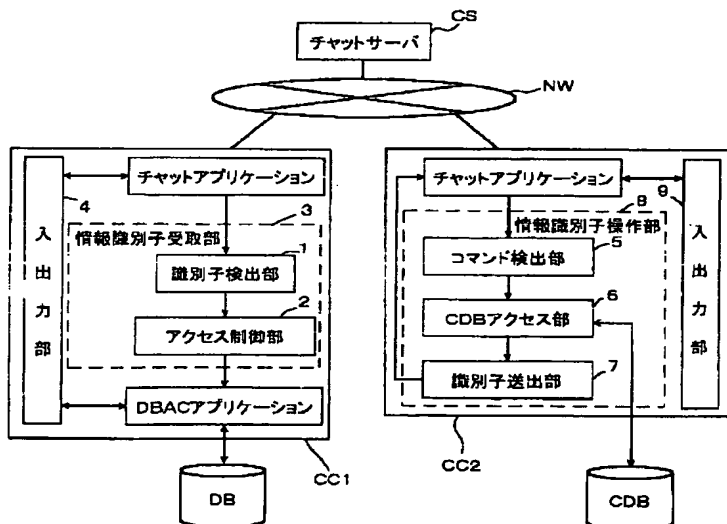 CS
チャットサーバ
NW
チャットアプリケーション
4
3
情報識別子受取部
1
識別子検出部
2
アクセス制御部
入出力部
DBACアプリケーション
CC1
DB
チャットアプリケーション
9
8
情報識別子操作部
5
コマンド検出部
6
CDBアクセス部
7
識別子送出部
入出力部
CC2
CDB